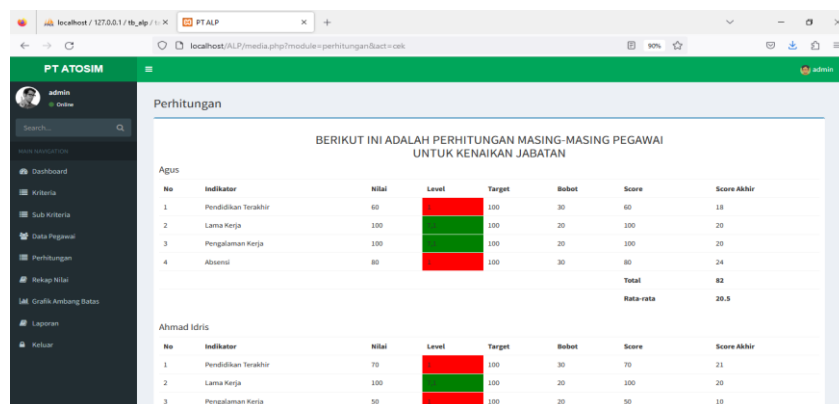 localhost / 127.0.0.1 / tb_alp / t
PT ALP
localhost/ALP/media.php?module=perhitungan&act=cek
90%
PT ATOSIM
admin
admin
Online
Search...
MAIN NAVIGATION
Dashboard
Kriteria
Sub Kriteria
Data Pegawai
Perhitungan
Rekap Nilai
Grafik Ambang Batas
Laporan
Keluar
Perhitungan
BERIKUT INI ADALAH PERHITUNGAN MASING-MASING PEGAWAI
UNTUK KENAIKAN JABATAN
Agus
No Indikator Nilai Level Target Bobot Score Score Akhir
1 Pendidikan Terakhir 60 100 30 60 18
2 Lama Kerja 100 100 20 100 20
3 Pengalaman Kerja 100 100 20 100 20
4 Absensi 80 100 30 80 24
Total 82
Rata-rata 20.5
Ahmad Idris
No Indikator Nilai Level Target Bobot Score Score Akhir
1 Pendidikan Terakhir 70 100 30 70 21
2 Lama Kerja 100 100 20 100 20
3 Pengalaman Kerja 50 100 20 50 10